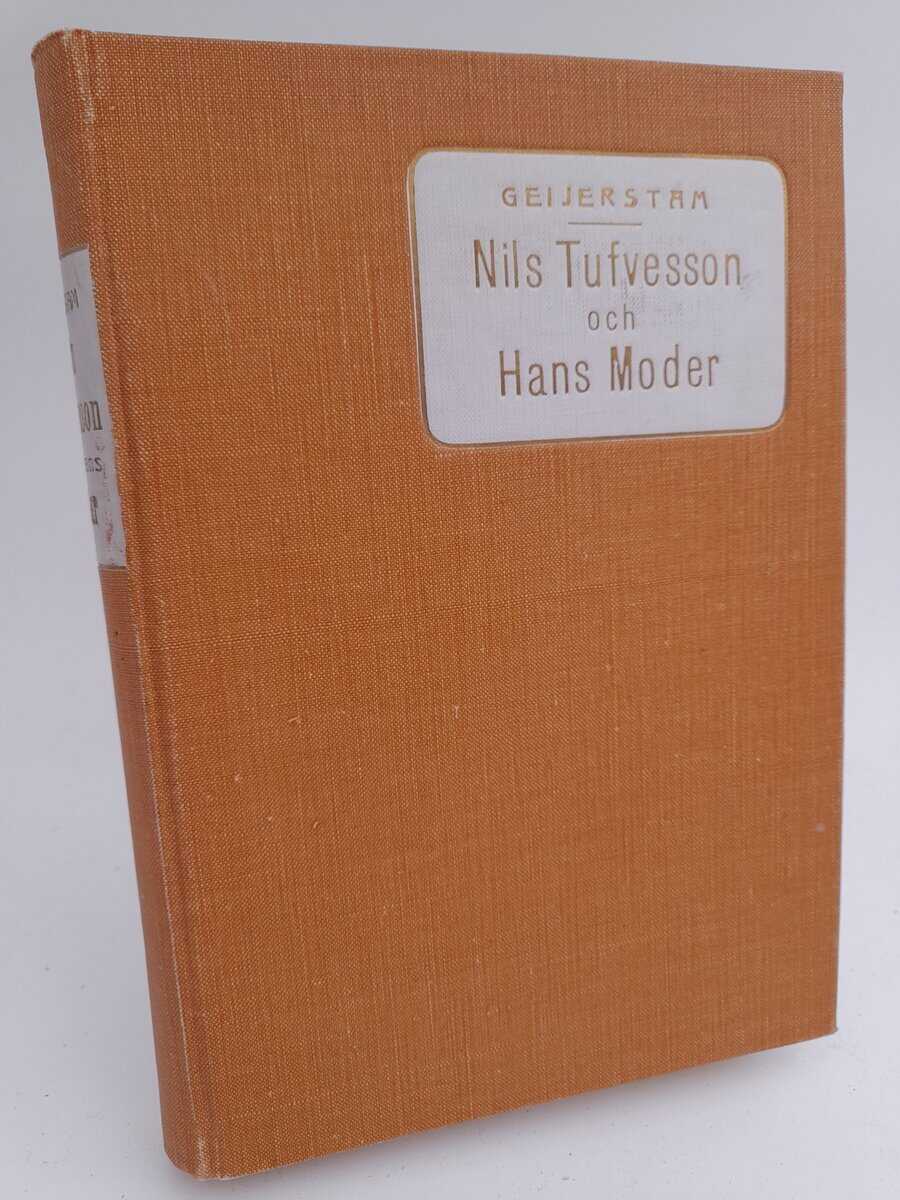 GEIJERSTAM
Nils Tufvesson
och
Hans Moder